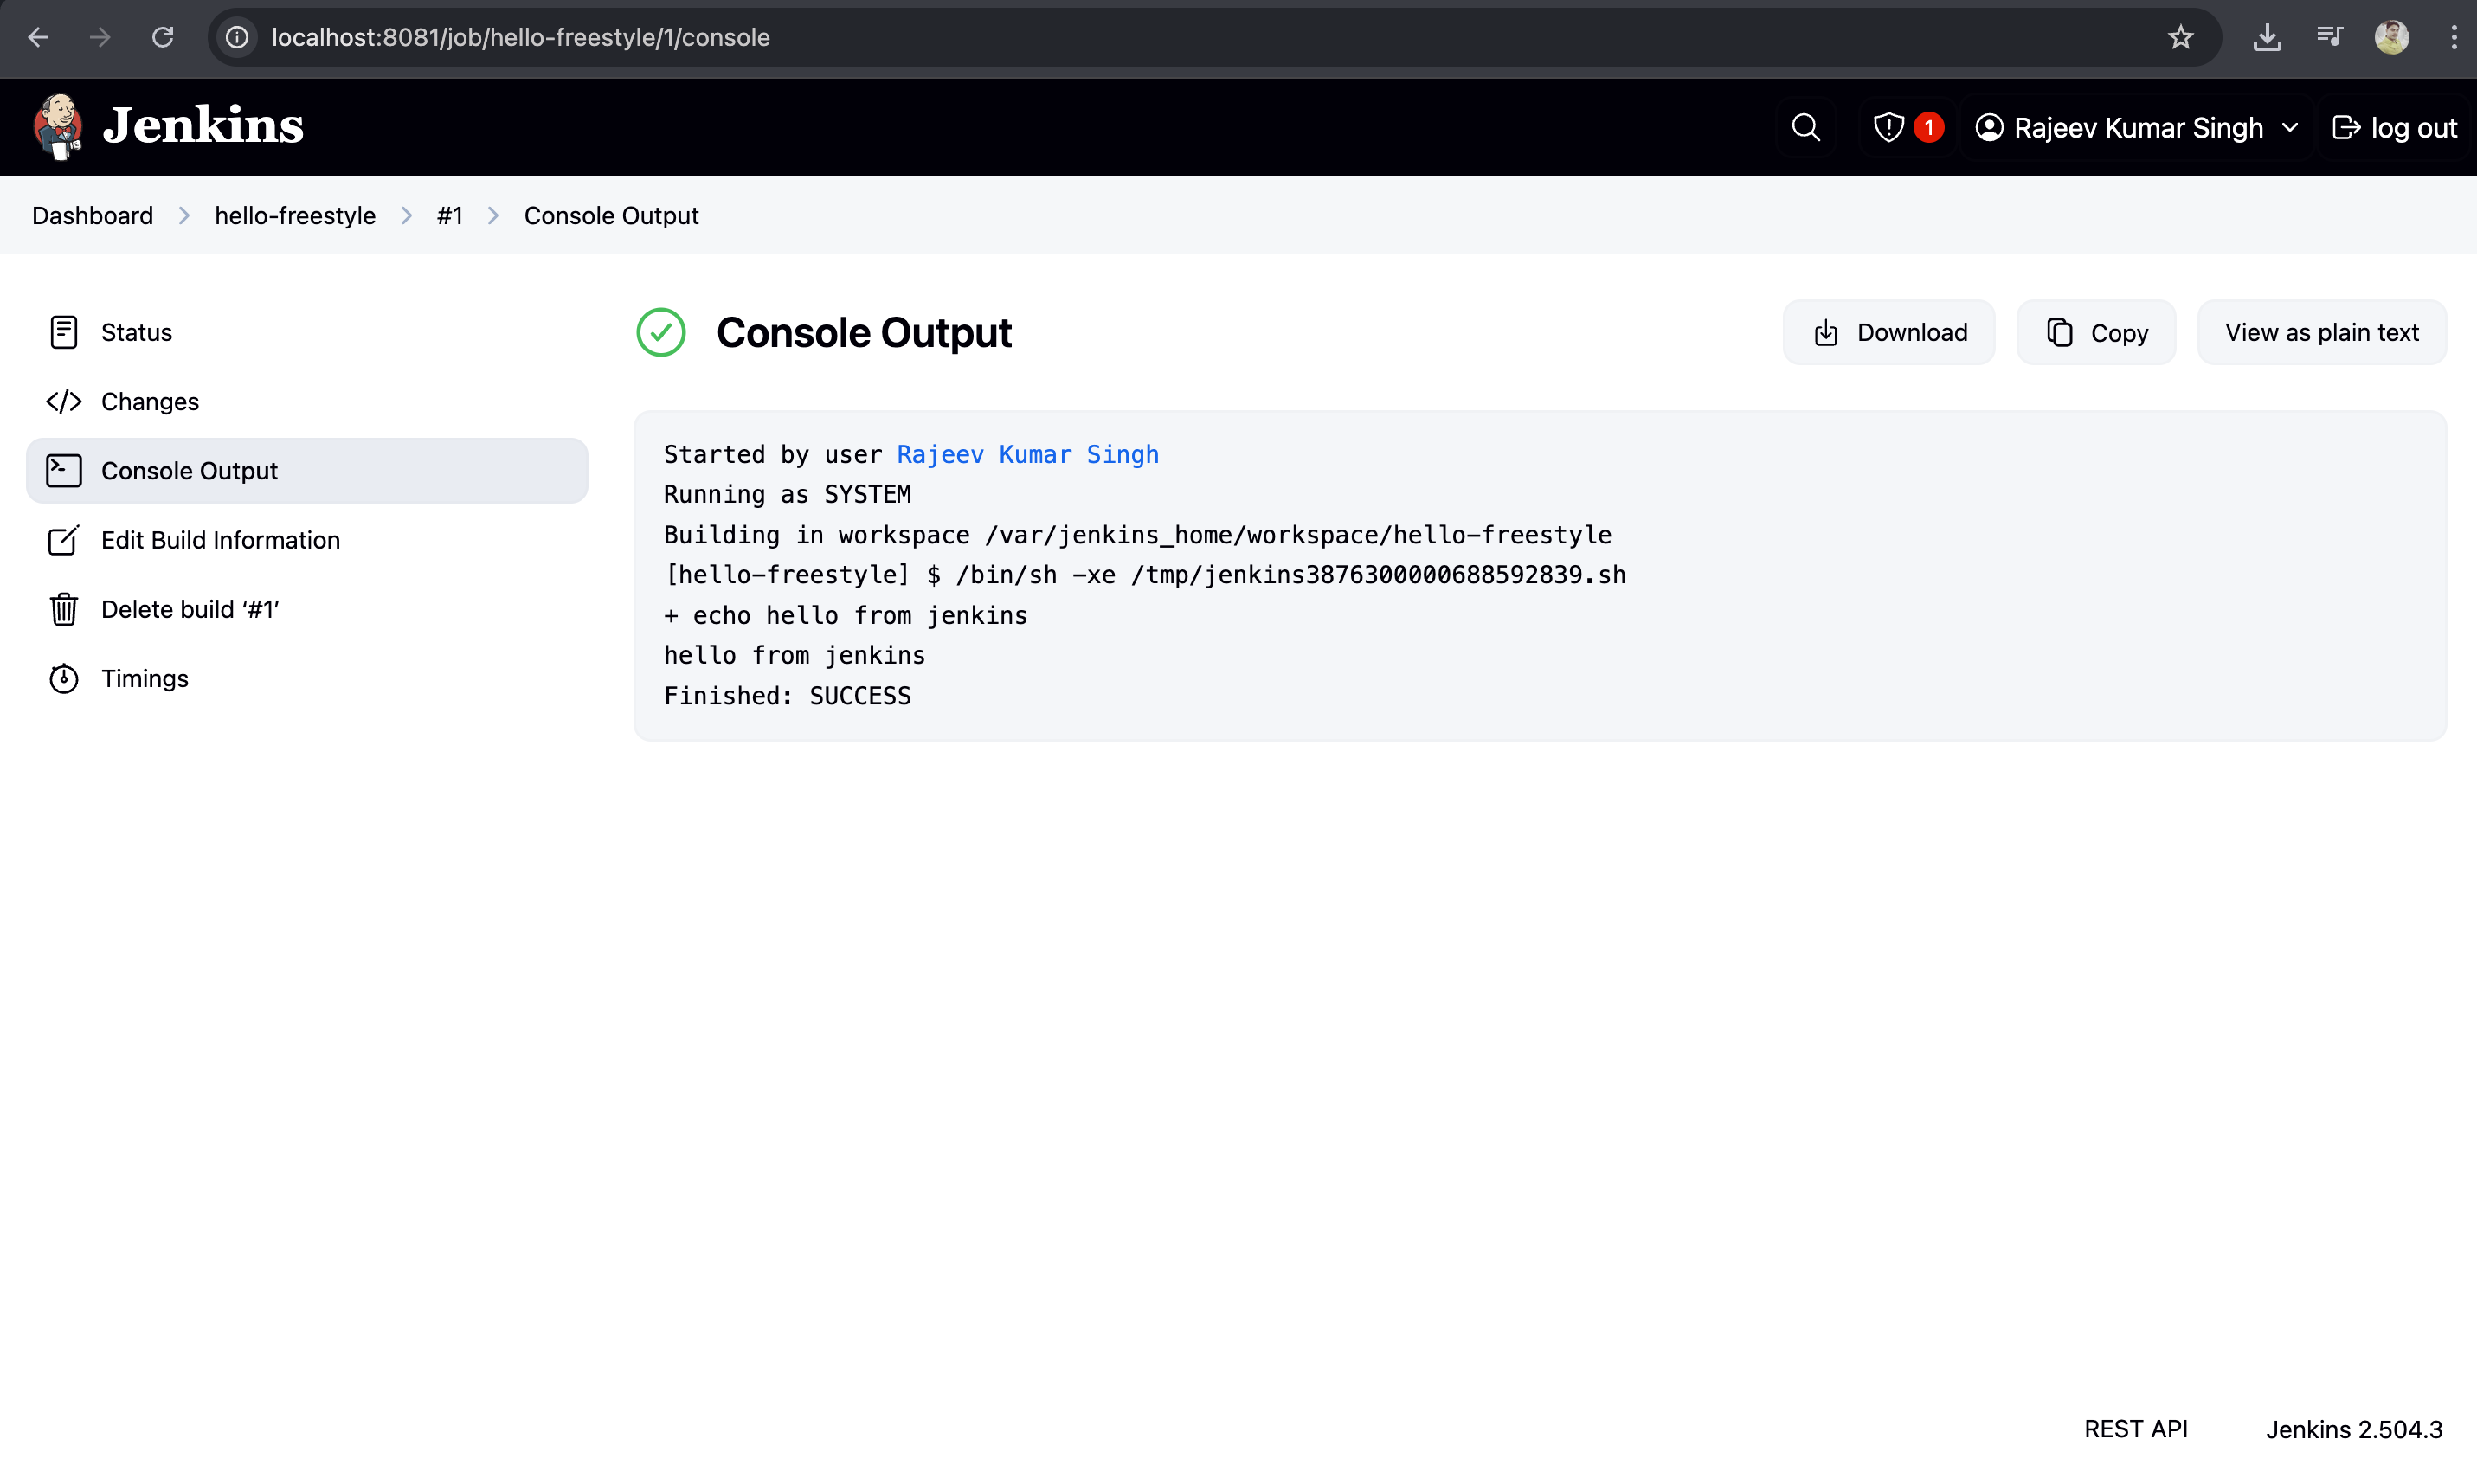 localhost:8081/job/hello-freestyle/1/console
Jenkins
1
Rajeev Kumar Singh
log out
Dashboard
hello-freestyle
#1
Console Output
Status
Changes
Console Output
Edit Build Information
Delete build ‘#1’
Timings
Console Output
Download
Copy
View as plain text
Started by user Rajeev Kumar Singh
Running as SYSTEM
Building in workspace /var/jenkins_home/workspace/hello-freestyle
[hello-freestyle] $ /bin/sh -xe /tmp/jenkins3876300000688592839.sh
+ echo hello from jenkins
hello from jenkins
Finished: SUCCESS
REST API
Jenkins 2.504.3